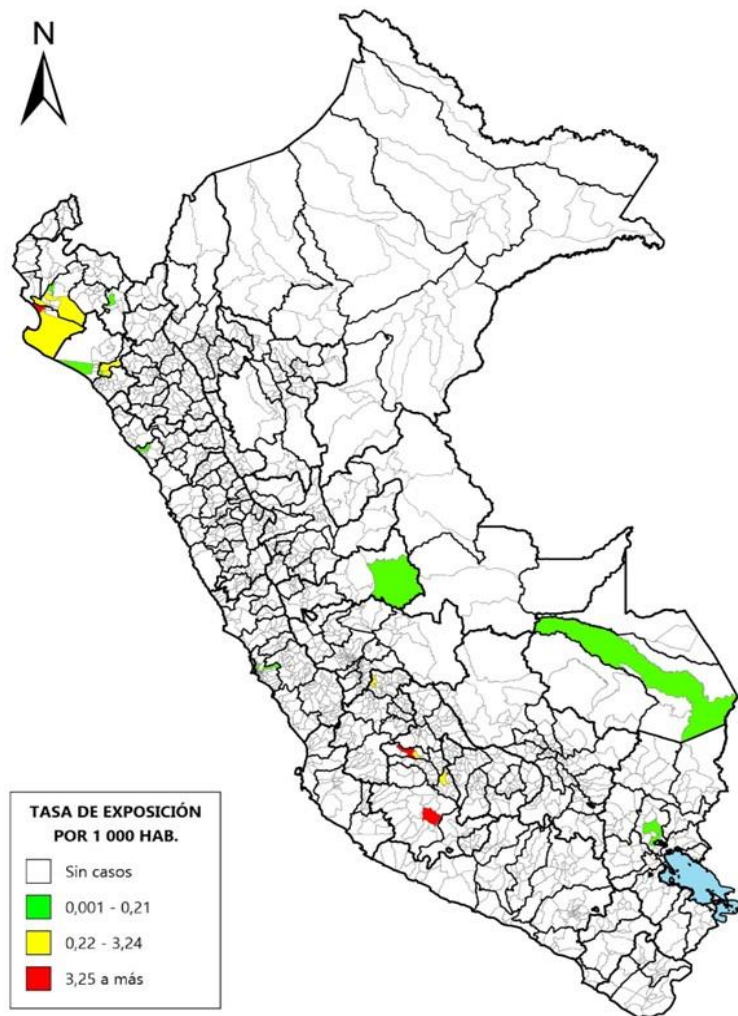 N
TASA DE EXPOSICIÓN
POR 1 000 HAB.
Sin casos
0,001 - 0,21
0,22 - 3,24
3,25 a más